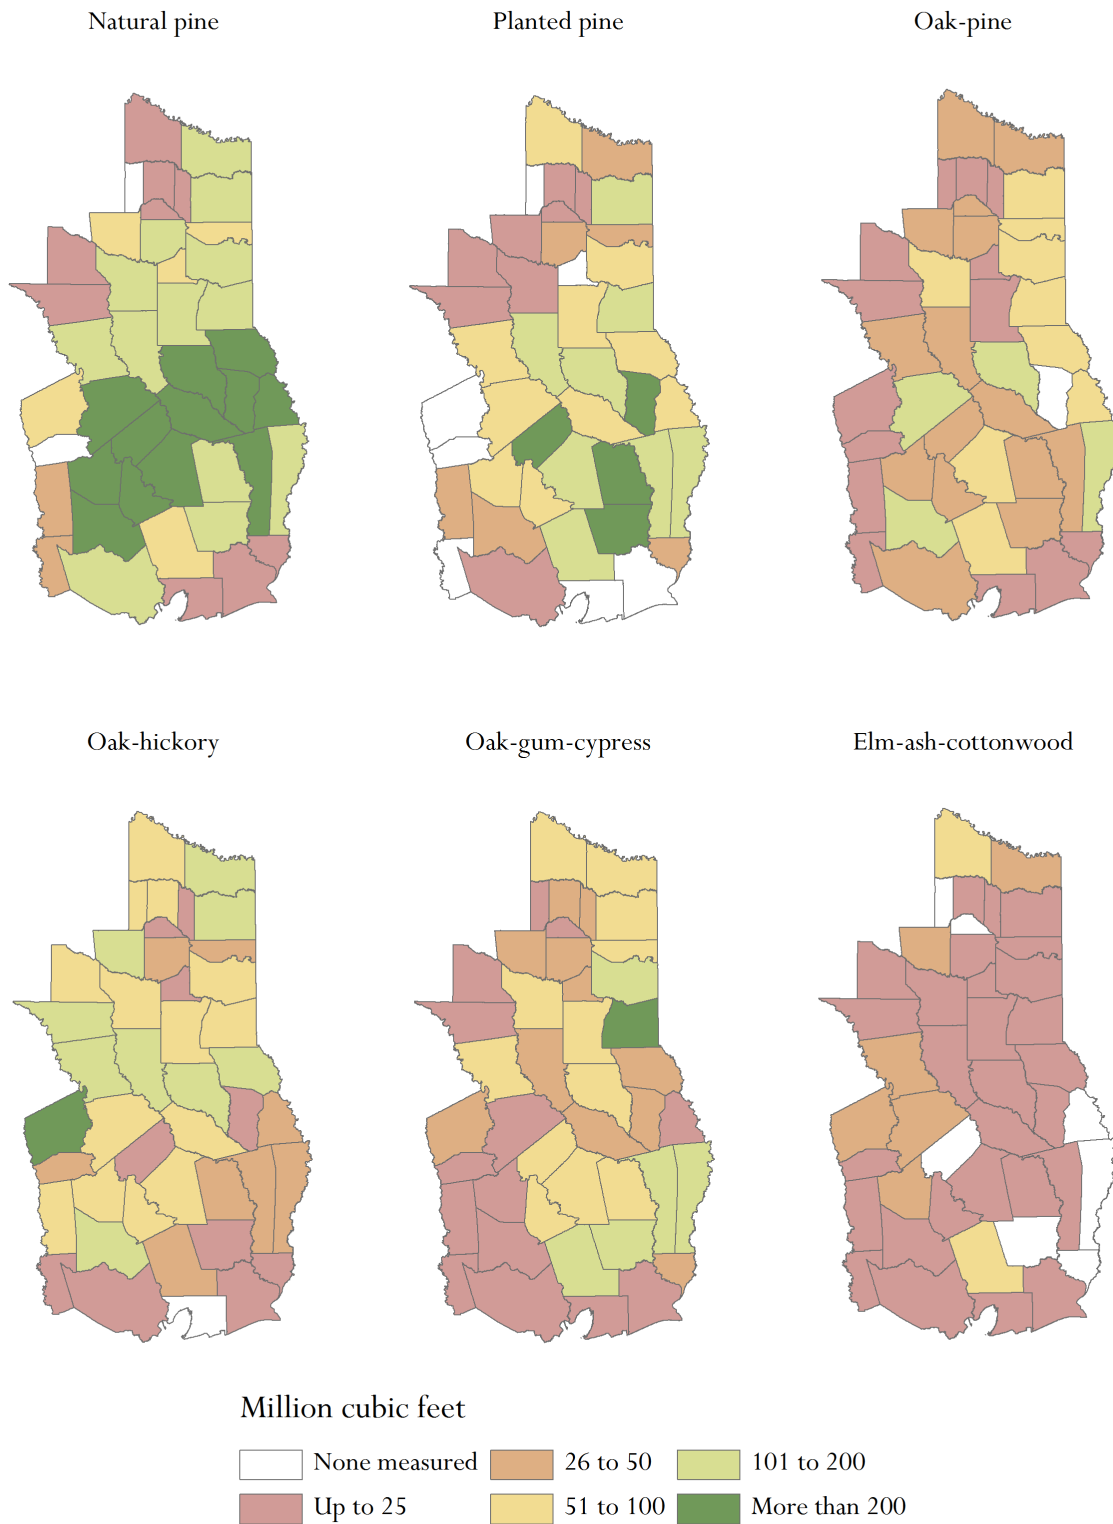 Natural pine
Planted pine
Oak-pine
Oak-hickory
Oak-gum-cypress
Elm-ash-cottonwood
Million cubic feet
None measured
26 to 50
101 to 200
Up to 25
51 to 100
More than 200